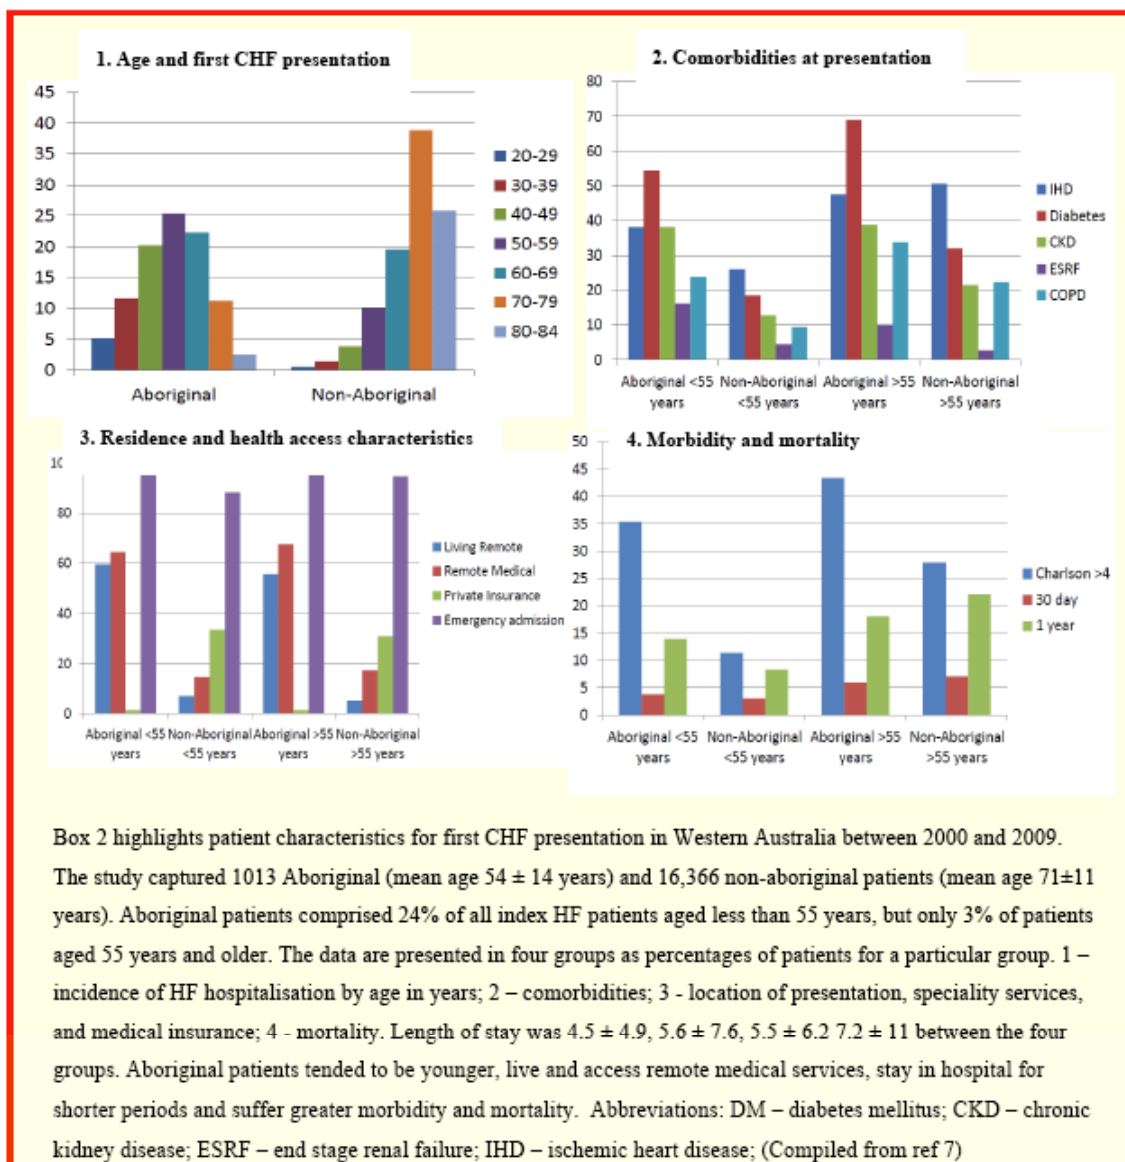 1. Age and first CHF presentation
45
40
35
30
25
20
15
10
5
0
Aboriginal
Non-Aboriginal
20-29
30-39
40-49
50-59
60-69
70-79
80-84
2. Comorbidities at presentation
80
70
60
50
40
30
20
10
0
Aboriginal <55
years
Non-Aboriginal
<55 years
Aboriginal >55
years
Non-Aboriginal
>55 years
IHD
Diabetes
CKD
ESRF
COPD
3. Residence and health access characteristics
10
80
60
40
20
0
Aboriginal <55
years
Non-Aboriginal
<55 years
Aboriginal >55
years
Non-Aboriginal
>55 years
Living Remote
Remote Medical
Private Insurance
Emergency admission
4. Morbidity and mortality
50
45
40
35
30
25
20
15
10
5
0
Aboriginal <55
years
Non-Aboriginal
<55 years
Aboriginal >55
years
Non-Aboriginal
>55 years
Charlson >4
30 day
1 year
Box 2 highlights patient characteristics for first CHF presentation in Western Australia between 2000 and 2009.
The study captured 1013 Aboriginal (mean age 54 ± 14 years) and 16,366 non-aboriginal patients (mean age 71±11
years). Aboriginal patients comprised 24% of all index HF patients aged less than 55 years, but only 3% of patients
aged 55 years and older. The data are presented in four groups as percentages of patients for a particular group. 1 –
incidence of HF hospitalisation by age in years; 2 – comorbidities; 3 - location of presentation, speciality services,
and medical insurance; 4 - mortality. Length of stay was 4.5 ± 4.9, 5.6 ± 7.6, 5.5 ± 6.2 7.2 ± 11 between the four
groups. Aboriginal patients tended to be younger, live and access remote medical services, stay in hospital for
shorter periods and suffer greater morbidity and mortality. Abbreviations: DM – diabetes mellitus; CKD – chronic
kidney disease; ESRF – end stage renal failure; IHD – ischemic heart disease; (Compiled from ref 7)